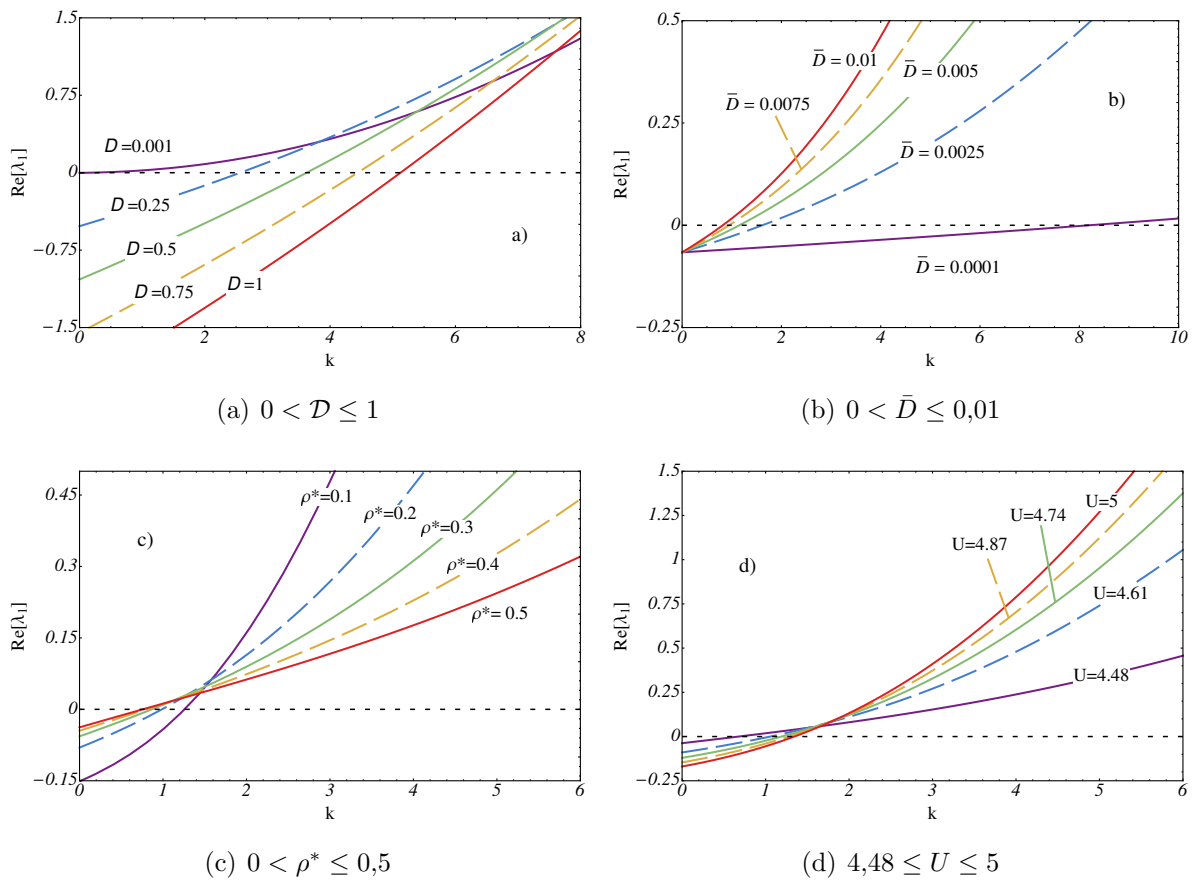 1.5
0.75
0
−0.75
−1.5
Re[λ1]
D=0.001
D=0.25
D=0.5
D=0.75
D=1
a)
0 2 4 6 8
k
(a) 0 < D ≤ 1
0.5
0.25
0
−0.25
Re[λ1]
D̄ = 0.01
D̄ = 0.005
D̄ = 0.0075
b)
D̄ = 0.0025
D̄ = 0.0001
0 2 4 6 8 10
k
(b) 0 < D̄ ≤ 0,01
0.45
0.3
0.15
0
−0.15
Re[λ1]
ρ*=0.1
ρ*=0.2
ρ*=0.3
c)
ρ*=0.4
ρ*= 0.5
0 1 2 3 4 5 6
k
(c) 0 < ρ* ≤ 0,5
1.5
1.25
1
0.75
0.5
0.25
0
−0.25
Re[λ1]
U=5
U=4.74
U=4.87
d)
U=4.61
U=4.48
0 1 2 3 4 5 6
k
(d) 4,48 ≤ U ≤ 5